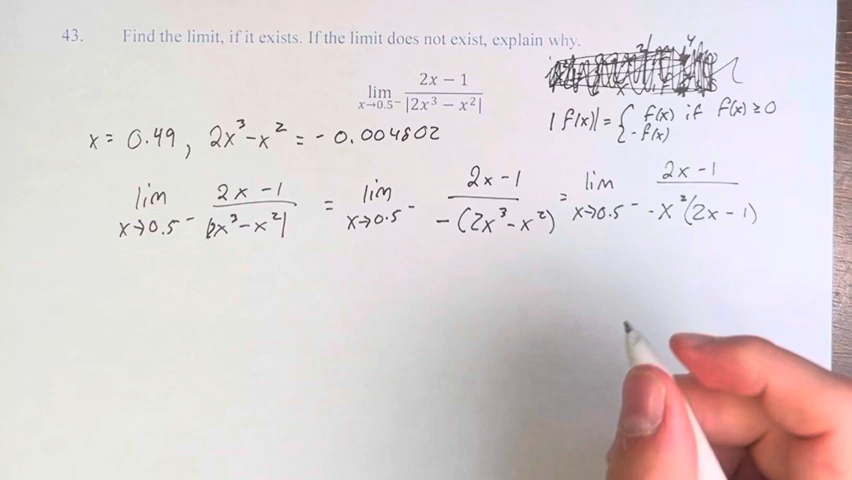 43. Find the limit, if it exists. If the limit does not exist, explain why.
lim x→0.5⁻ (2x − 1)/|2x³ − x²|
|f(x)| = { f(x) if f(x) ≥ 0
{ -f(x)
x = 0.49, 2x³-x² = -0.004802
lim x→0.5⁻ (2x-1)/|2x³-x²| = lim x→0.5⁻ (2x-1)/(-(2x³-x²)) = lim x→0.5⁻ (2x-1)/(-x²(2x-1))